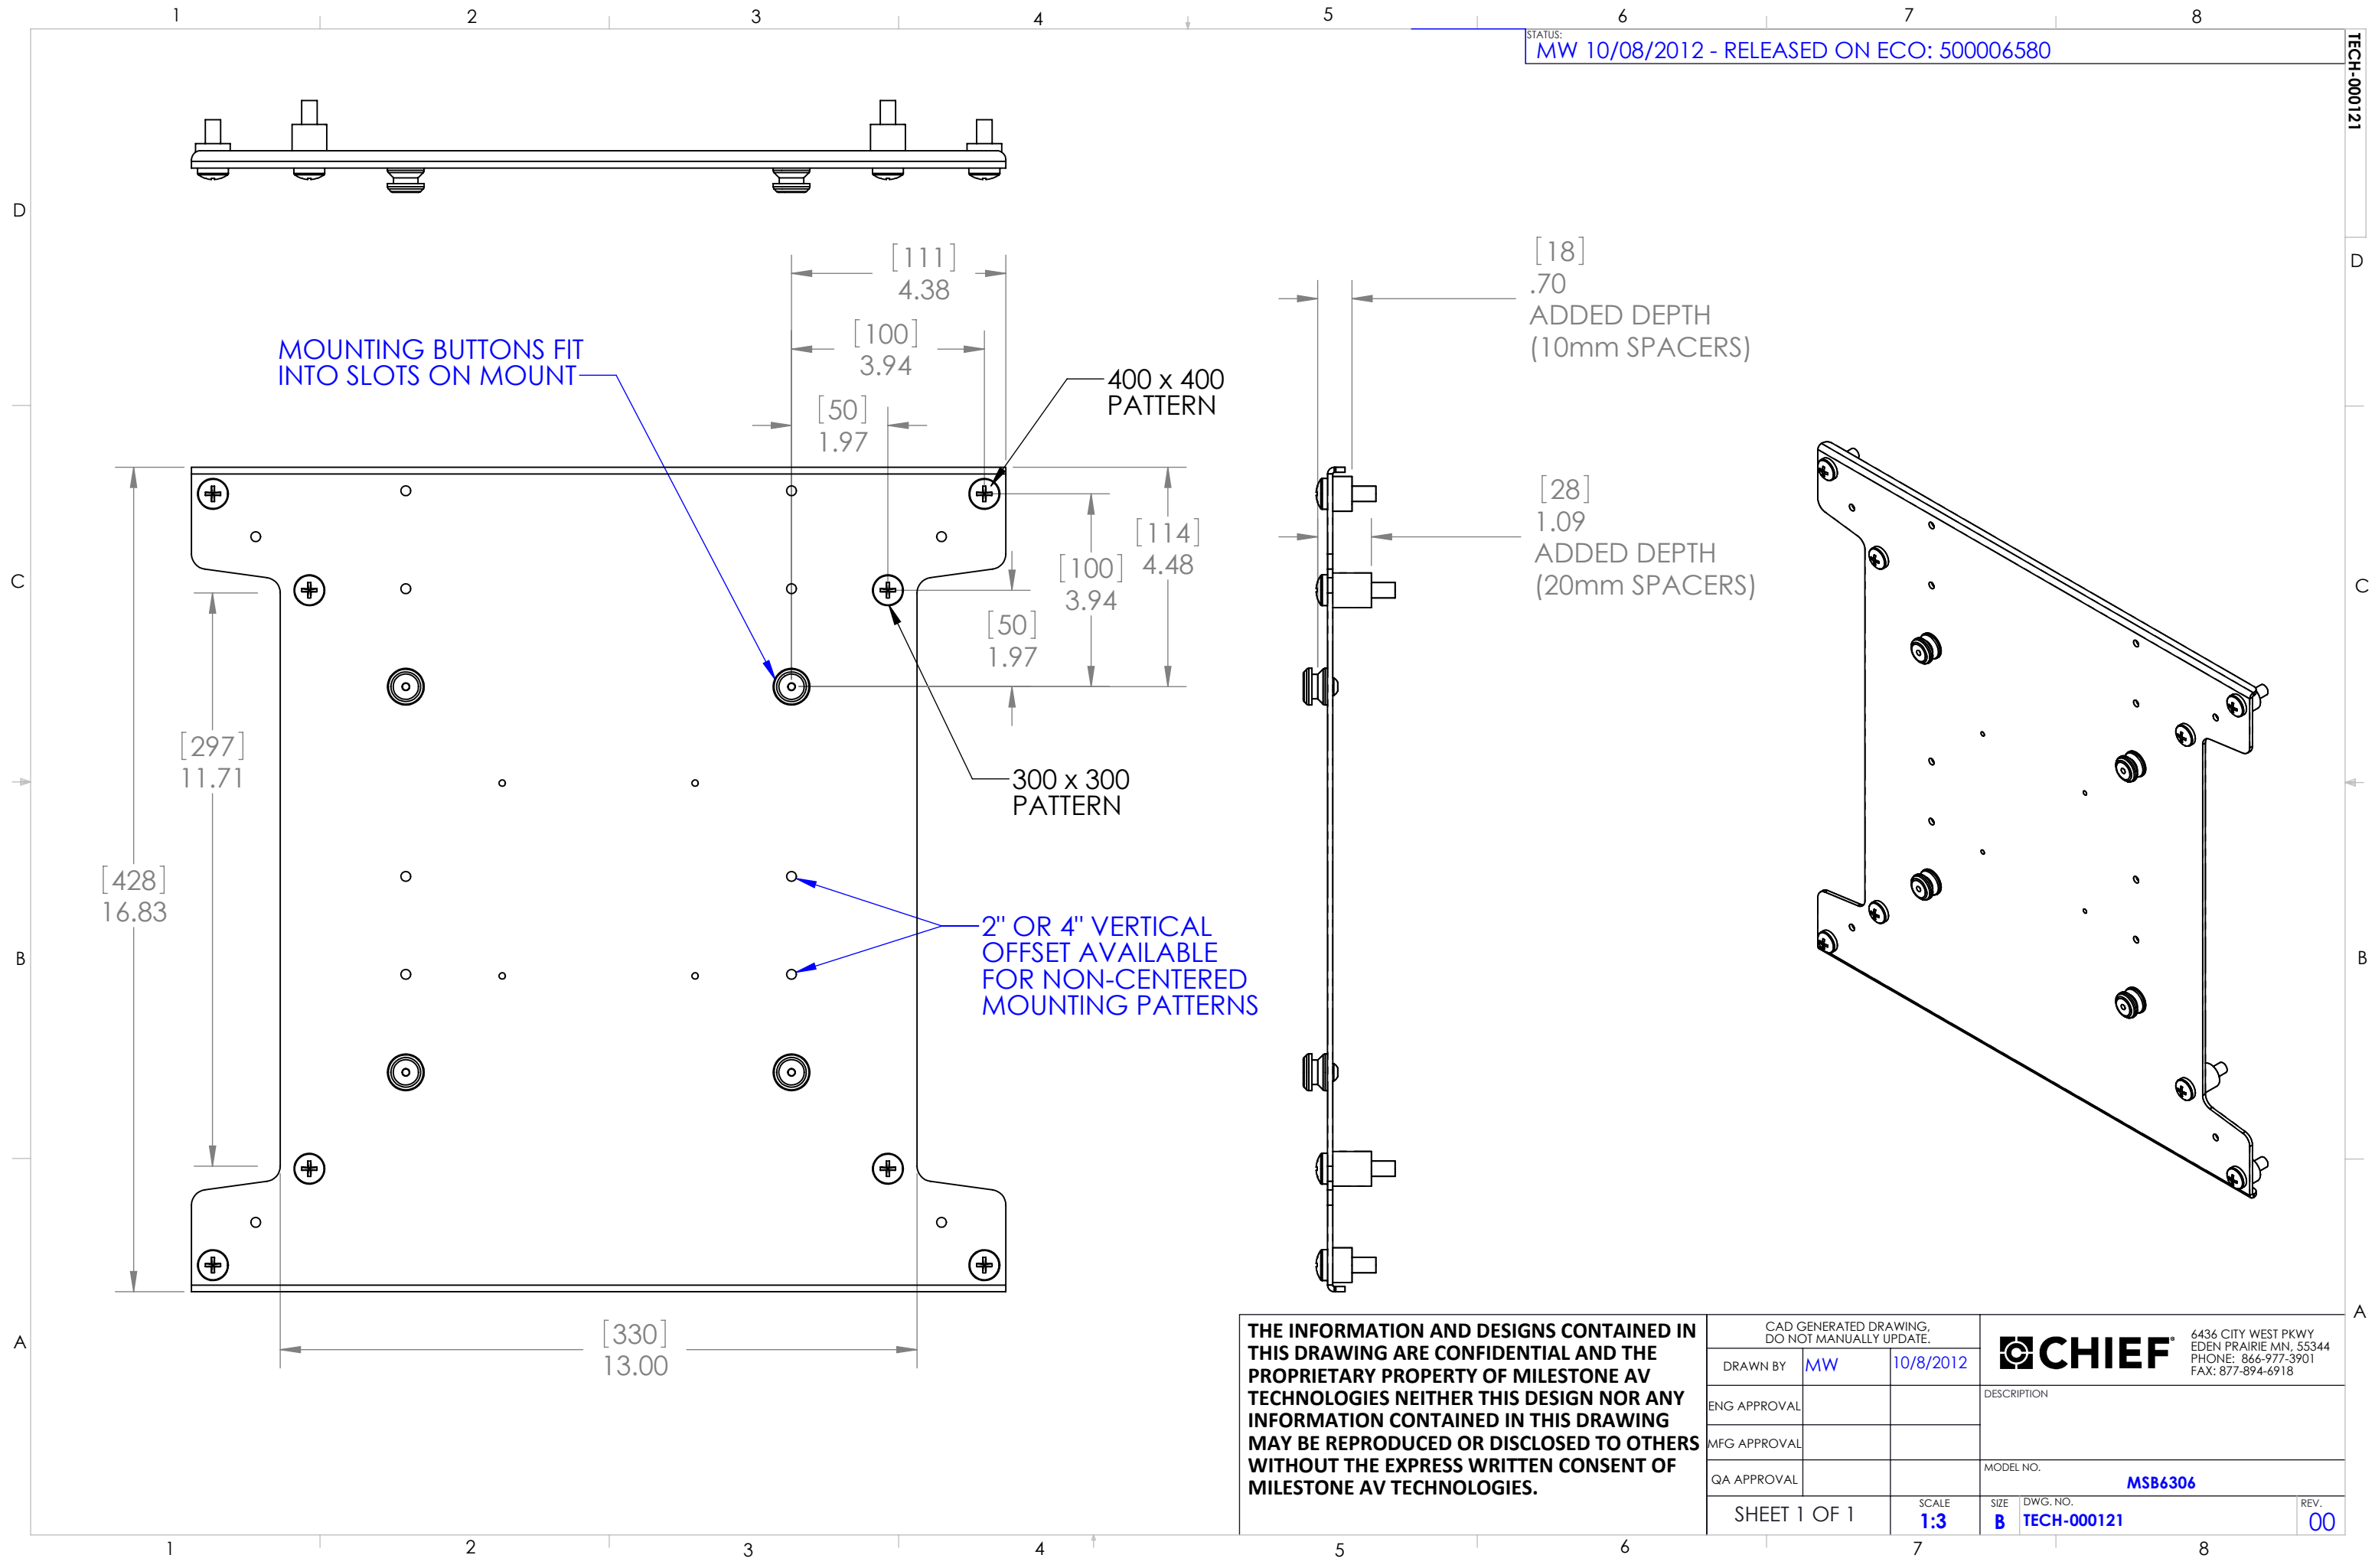 1 2 3 4 5 6 7 8
STATUS:
MW 10/08/2012 - RELEASED ON ECO: 500006580
TECH-000121
D
D
[111]
4.38
[100]
3.94
[50]
1.97
MOUNTING BUTTONS FIT
INTO SLOTS ON MOUNT
400 x 400
PATTERN
[18]
.70
ADDED DEPTH
(10mm SPACERS)
[28]
1.09
ADDED DEPTH
(20mm SPACERS)
[114]
4.48
[100]
3.94
[50]
1.97
C
C
[297]
11.71
300 x 300
PATTERN
[428]
16.83
2" OR 4" VERTICAL
OFFSET AVAILABLE
FOR NON-CENTERED
MOUNTING PATTERNS
B
B
[330]
13.00
A
A
THE INFORMATION AND DESIGNS CONTAINED IN
THIS DRAWING ARE CONFIDENTIAL AND THE
PROPRIETARY PROPERTY OF MILESTONE AV
TECHNOLOGIES NEITHER THIS DESIGN NOR ANY
INFORMATION CONTAINED IN THIS DRAWING
MAY BE REPRODUCED OR DISCLOSED TO OTHERS
WITHOUT THE EXPRESS WRITTEN CONSENT OF
MILESTONE AV TECHNOLOGIES.
CAD GENERATED DRAWING,
DO NOT MANUALLY UPDATE.
DRAWN BY MW 10/8/2012
ENG APPROVAL
MFG APPROVAL
QA APPROVAL
SHEET 1 OF 1
SCALE
1:3
CHIEF
6436 CITY WEST PKWY
EDEN PRAIRIE MN, 55344
PHONE: 866-977-3901
FAX: 877-894-6918
DESCRIPTION
MODEL NO.
MSB6306
SIZE
B
DWG. NO.
TECH-000121
REV.
00
1 2 3 4 5 6 7 8